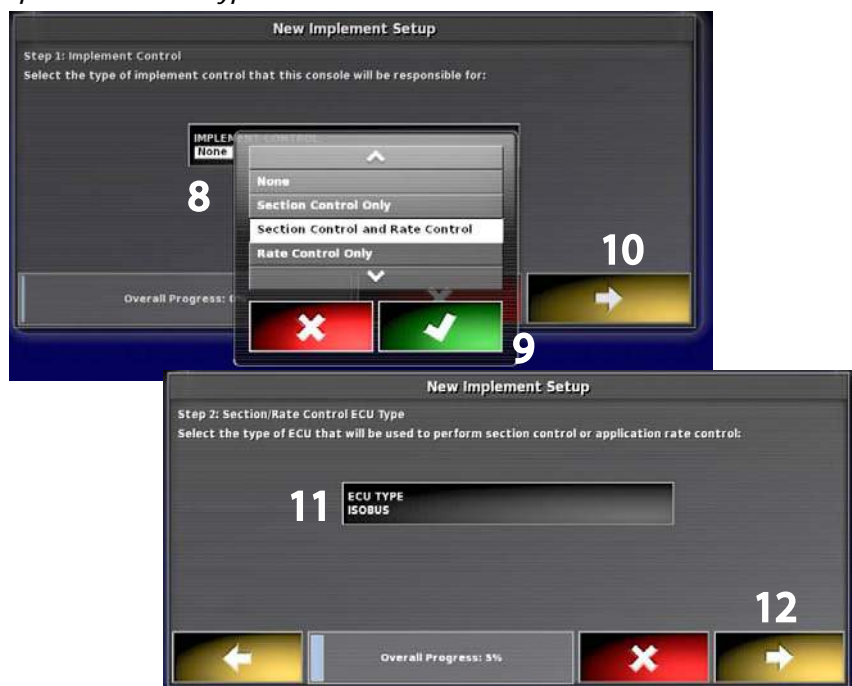 New Implement Setup
Step 1: Implement Control
Select the type of implement control that this console will be responsible for:
None
8
None
Section Control Only
Section Control and Rate Control
Rate Control Only
10
Overall Progress:
9
New Implement Setup
Step 2: Section/Rate Control ECU Type
Select the type of ECU that will be used to perform section control or application rate control:
11
ECU TYPE
ISOBUS
12
Overall Progress: 5%